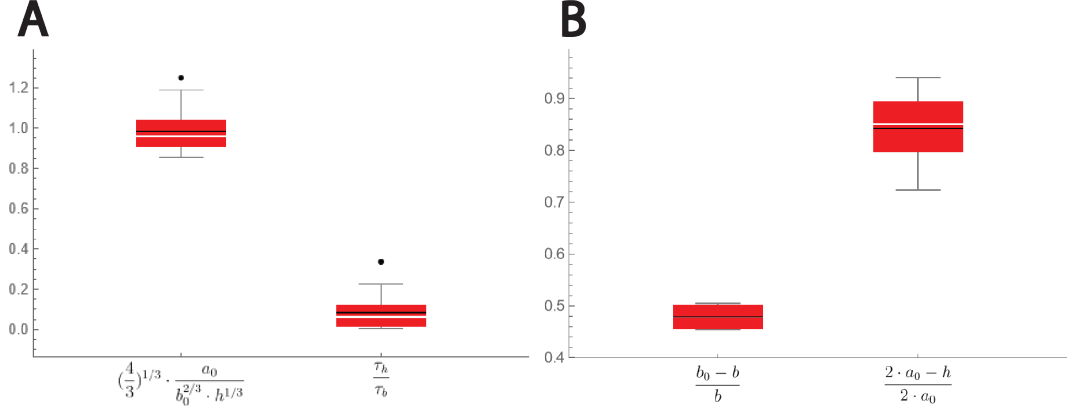 A
1.2
1.0
0.8
0.6
0.4
0.2
0.0
(4/3)^{1/3} · a_0 / (b_0^{2/3} · h^{1/3})
τ_h / τ_b
B
0.9
0.8
0.7
0.6
0.5
0.4
(b_0 − b) / b
(2 · a_0 − h) / (2 · a_0)